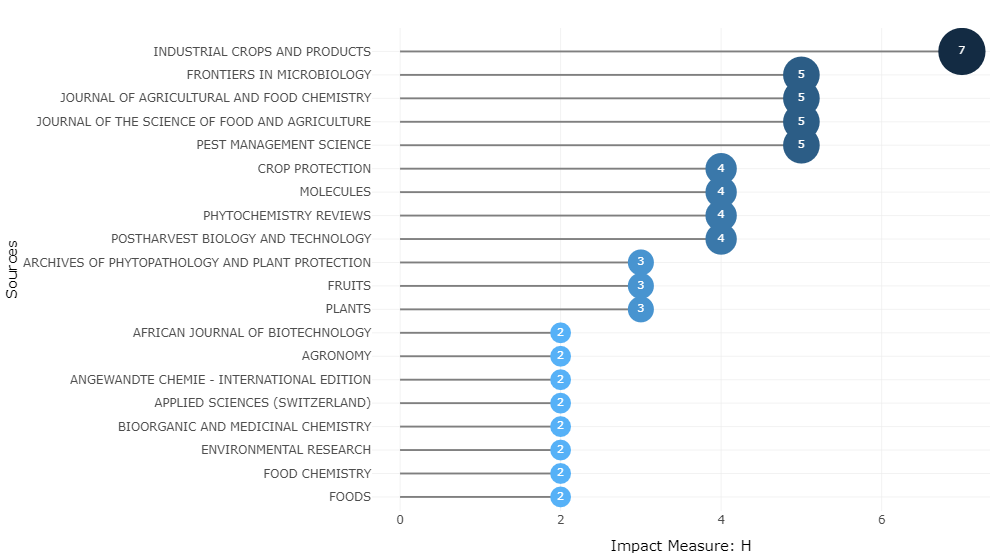 INDUSTRIAL CROPS AND PRODUCTS 7
FRONTIERS IN MICROBIOLOGY 5
JOURNAL OF AGRICULTURAL AND FOOD CHEMISTRY 5
JOURNAL OF THE SCIENCE OF FOOD AND AGRICULTURE 5
PEST MANAGEMENT SCIENCE 5
CROP PROTECTION 4
MOLECULES 4
PHYTOCHEMISTRY REVIEWS 4
POSTHARVEST BIOLOGY AND TECHNOLOGY 4
ARCHIVES OF PHYTOPATHOLOGY AND PLANT PROTECTION 3
FRUITS 3
PLANTS 3
AFRICAN JOURNAL OF BIOTECHNOLOGY 2
AGRONOMY 2
ANGEWANDTE CHEMIE - INTERNATIONAL EDITION 2
APPLIED SCIENCES (SWITZERLAND) 2
BIOORGANIC AND MEDICINAL CHEMISTRY 2
ENVIRONMENTAL RESEARCH 2
FOOD CHEMISTRY 2
FOODS 2
Sources
0 2 4 6
Impact Measure: H